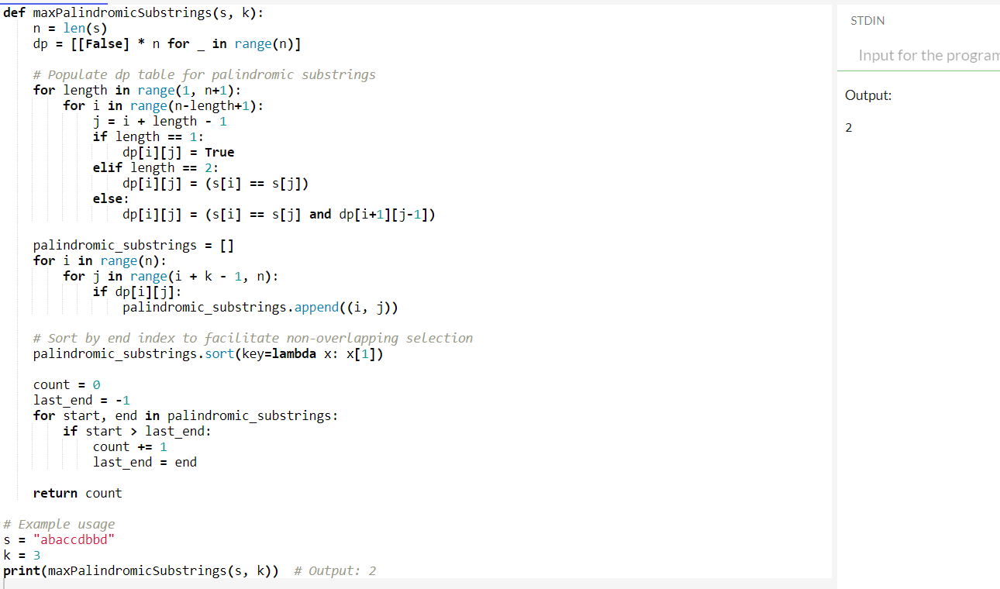 def maxPalindromicSubstrings(s, k):
    n = len(s)
    dp = [[False] * n for _ in range(n)]

    # Populate dp table for palindromic substrings
    for length in range(1, n+1):
        for i in range(n-length+1):
            j = i + length - 1
            if length == 1:
                dp[i][j] = True
            elif length == 2:
                dp[i][j] = (s[i] == s[j])
            else:
                dp[i][j] = (s[i] == s[j] and dp[i+1][j-1])

    palindromic_substrings = []
    for i in range(n):
        for j in range(i + k - 1, n):
            if dp[i][j]:
                palindromic_substrings.append((i, j))

    # Sort by end index to facilitate non-overlapping selection
    palindromic_substrings.sort(key=lambda x: x[1])

    count = 0
    last_end = -1
    for start, end in palindromic_substrings:
        if start > last_end:
            count += 1
            last_end = end

    return count

# Example usage
s = "abaccdbbd"
k = 3
print(maxPalindromicSubstrings(s, k))  # Output: 2
STDIN
Input for the program
Output:
2